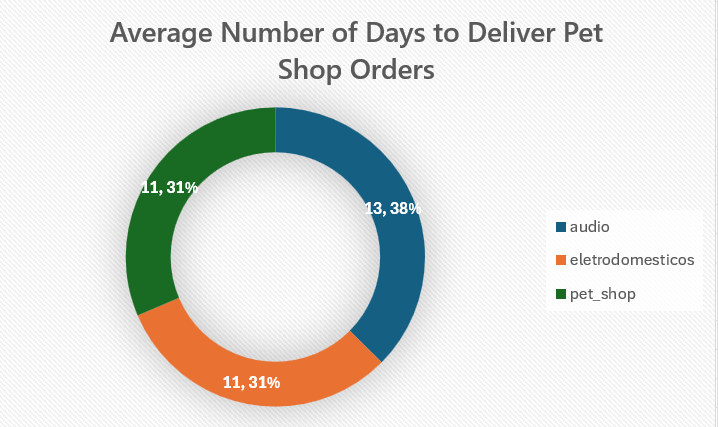 Average Number of Days to Deliver Pet
Shop Orders
11, 31%
13, 38%
audio
eletrodomesticos
pet_shop
11, 31%